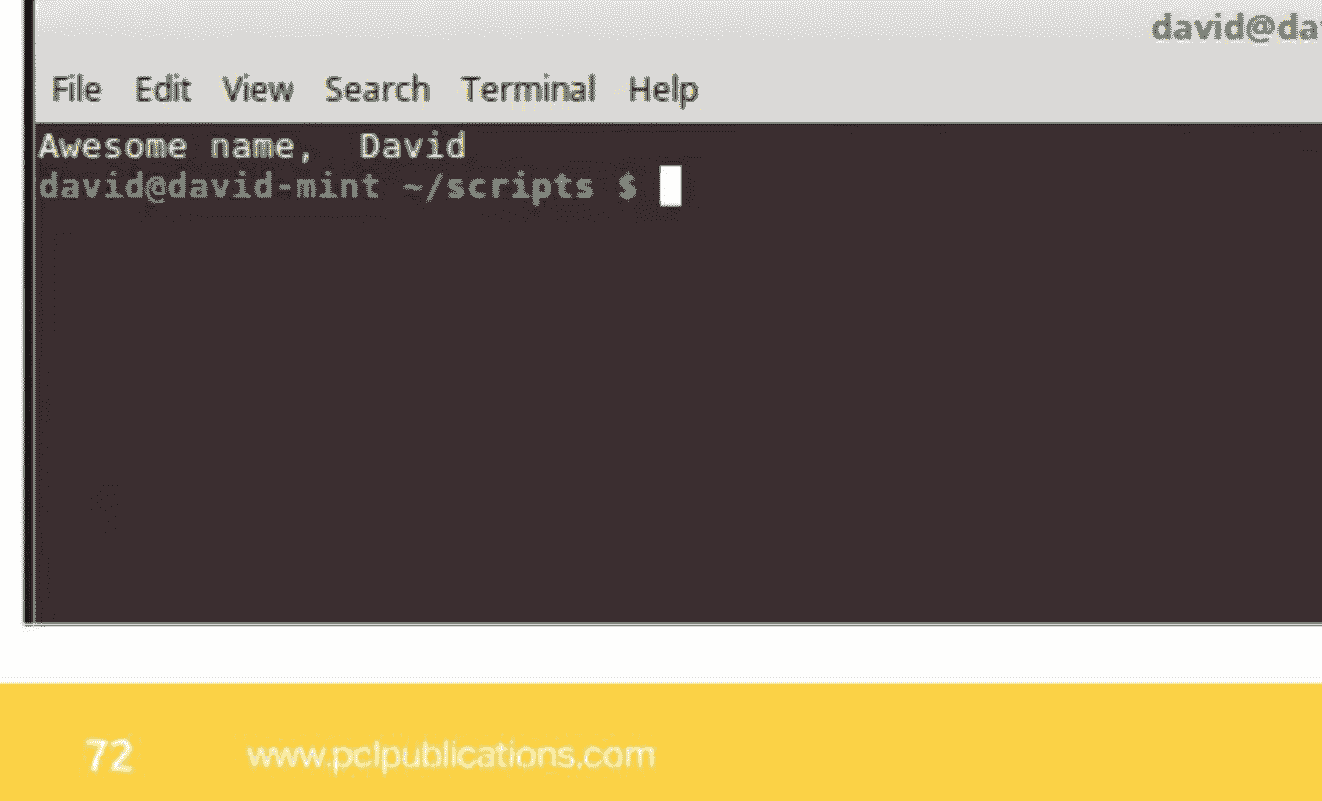 david@da
File Edit View Search Terminal Help
Awesome name,  David
david@david-mint ~/scripts $
72 www.pclpublications.com